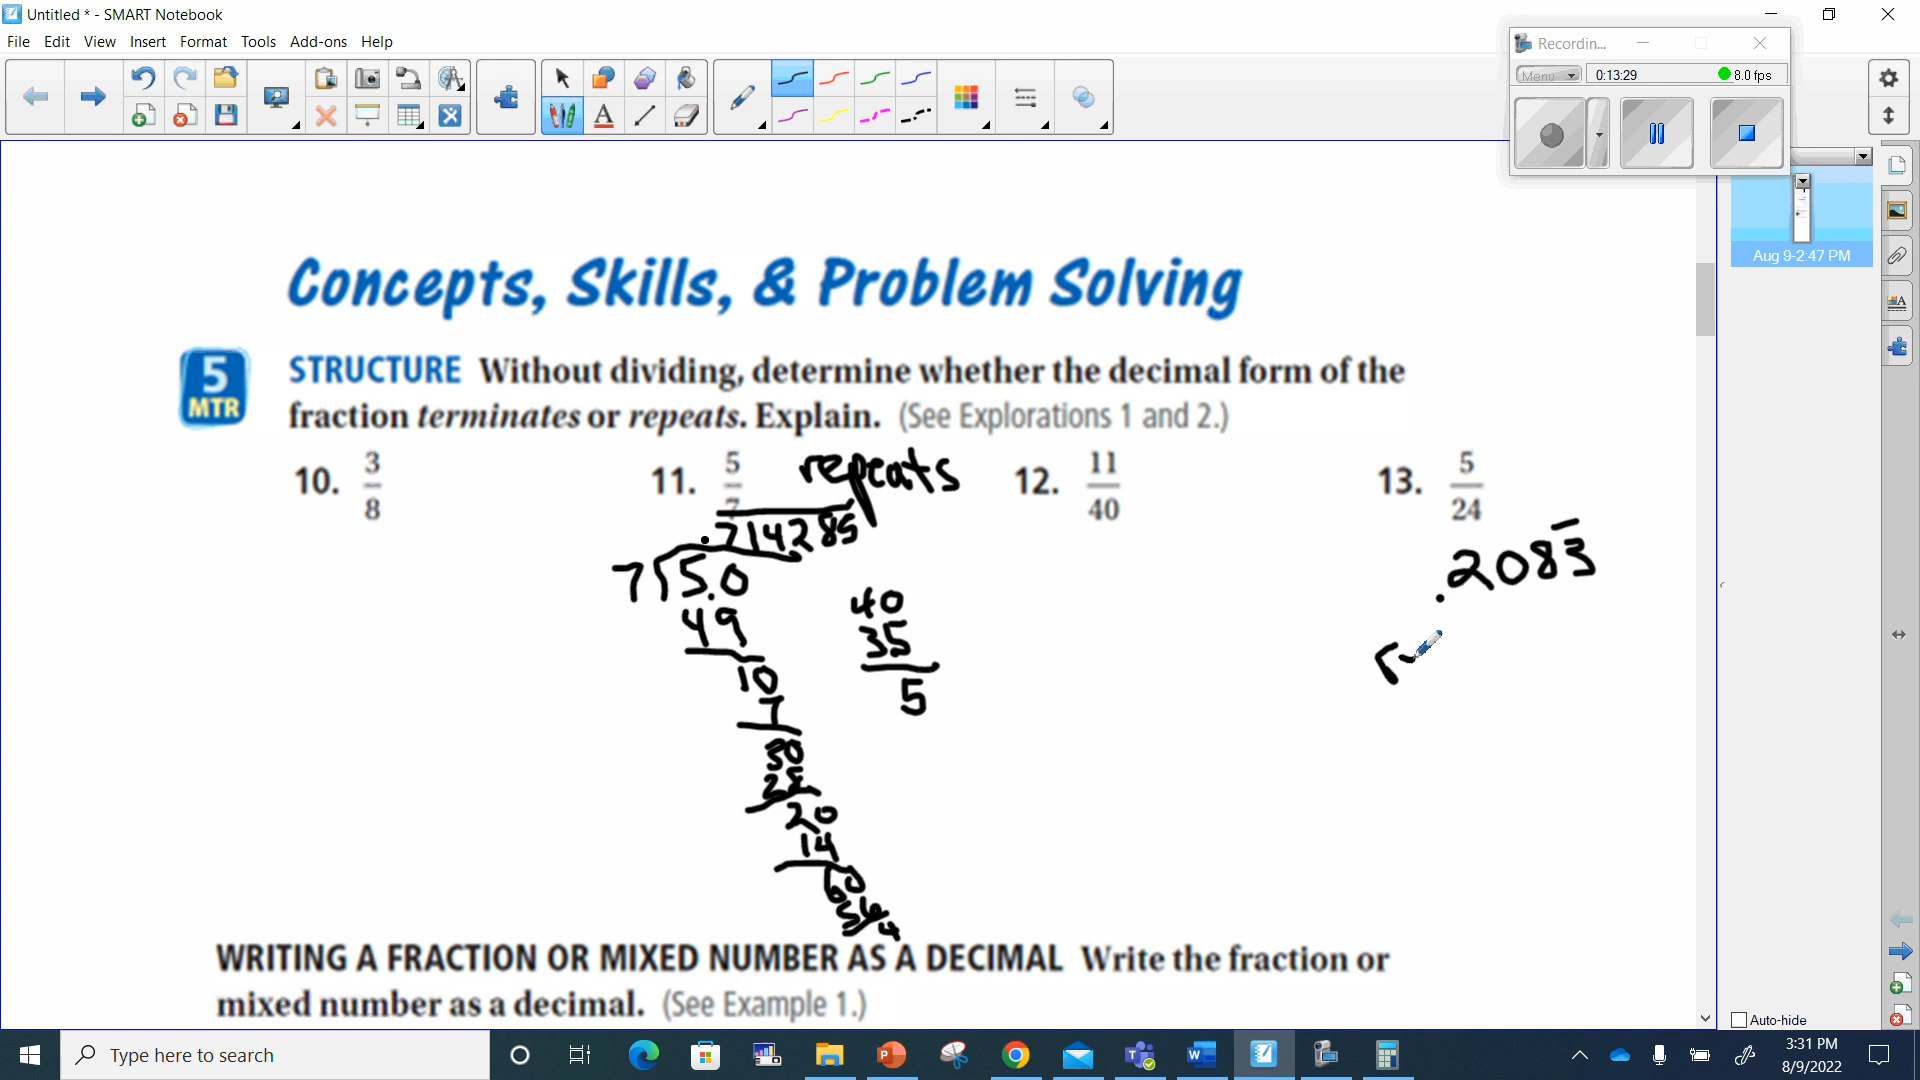 Untitled * - SMART Notebook
File Edit View Insert Format Tools Add-ons Help
Recordin...
Menu 0:13:29 8.0 fps
Aug 9-2:47 PM
Concepts, Skills, & Problem Solving
5 MTR
STRUCTURE Without dividing, determine whether the decimal form of the
fraction terminates or repeats. Explain. (See Explorations 1 and 2.)
10. 3/8 11. 5/7 repeats 12. 11/40 13. 5/24
.714285
7 5.0
49
10
7
30
28
20
14
60
56
4
40
35
5
.2083
WRITING A FRACTION OR MIXED NUMBER AS A DECIMAL Write the fraction or
mixed number as a decimal. (See Example 1.)
Auto-hide
Type here to search
3:31 PM
8/9/2022